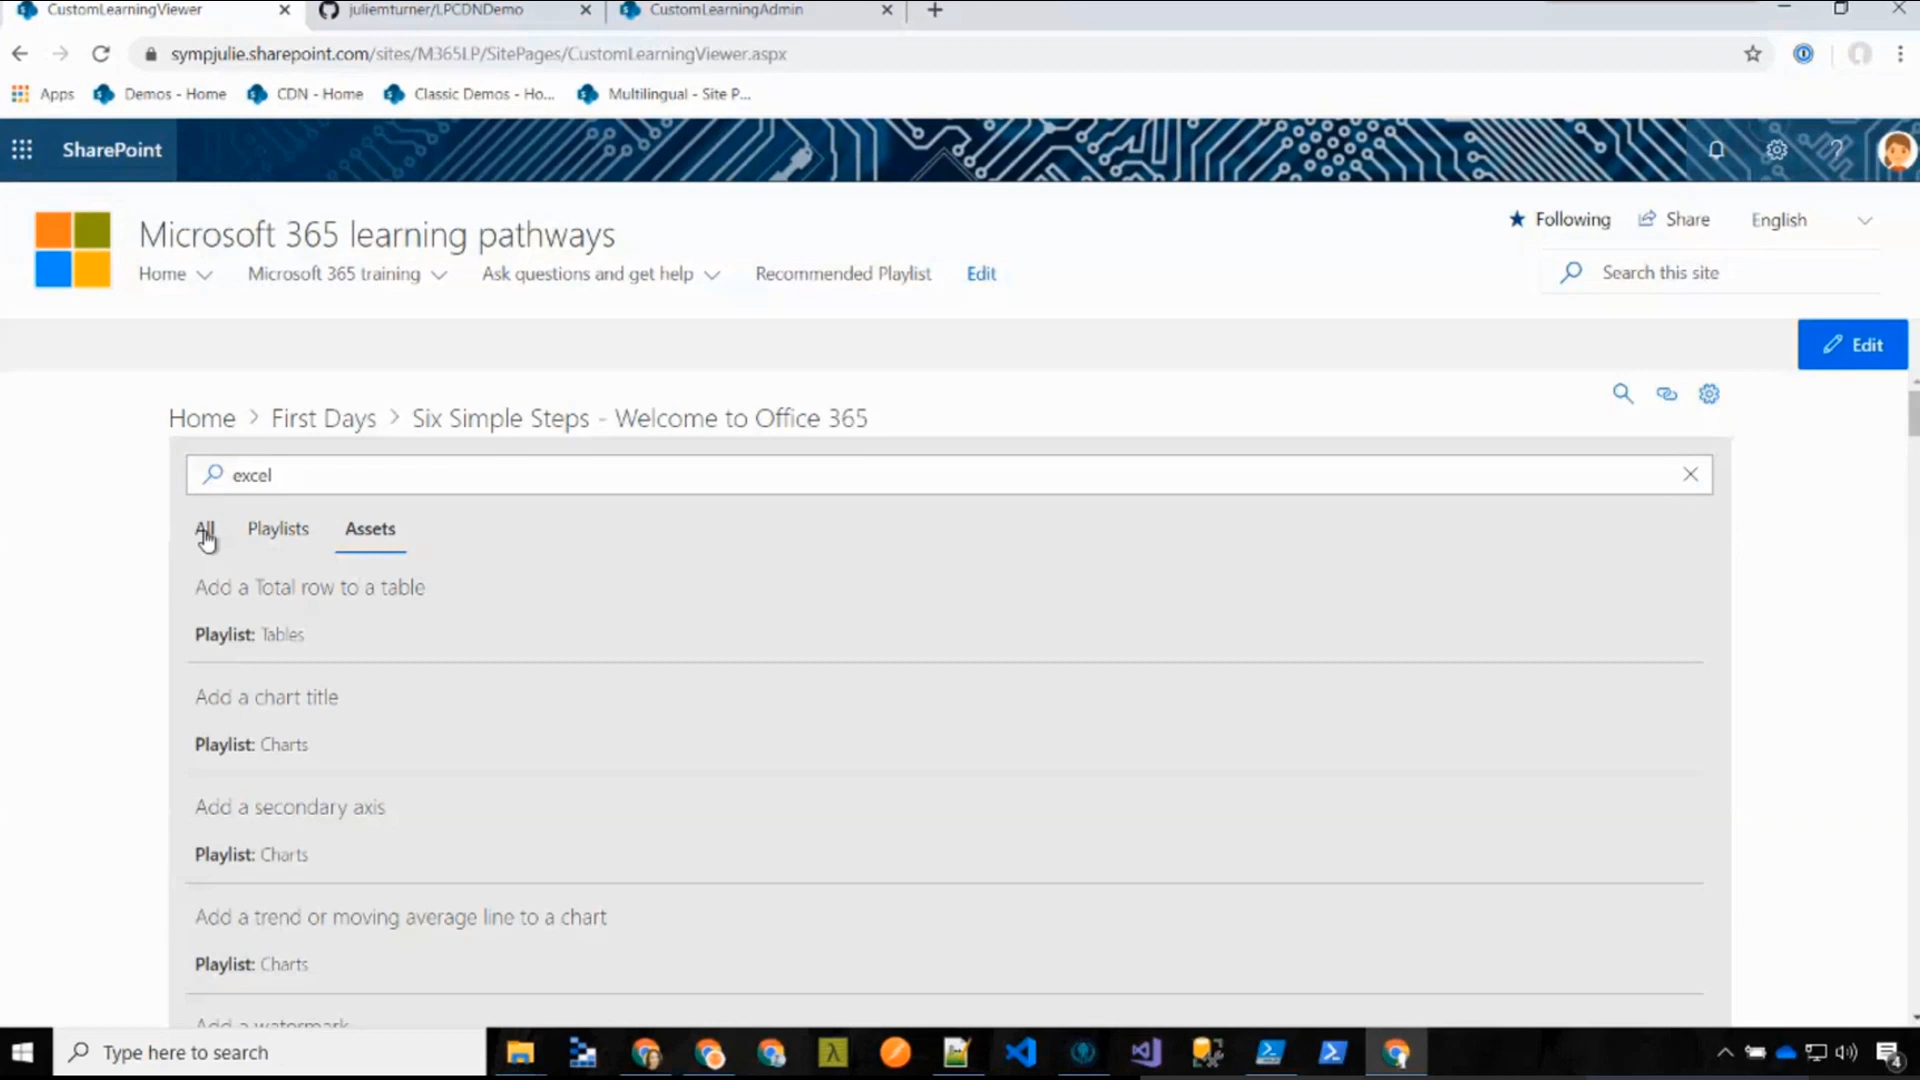 CustomLearningViewer
juliemturner/LPCDNDemo
CustomLearningAdmin
sympjulie.sharepoint.com/sites/M365LP/SitePages/CustomLearningViewer.aspx
Apps
Demos - Home
CDN - Home
Classic Demos - Ho...
Multilingual - Site P...
SharePoint
Microsoft 365 learning pathways
Following
Share
English
Home
Microsoft 365 training
Ask questions and get help
Recommended Playlist
Edit
Search this site
Edit
Home > First Days > Six Simple Steps - Welcome to Office 365
excel
All
Playlists
Assets
Add a Total row to a table
Playlist: Tables
Add a chart title
Playlist: Charts
Add a secondary axis
Playlist: Charts
Add a trend or moving average line to a chart
Playlist: Charts
Add a watermark
Type here to search
4